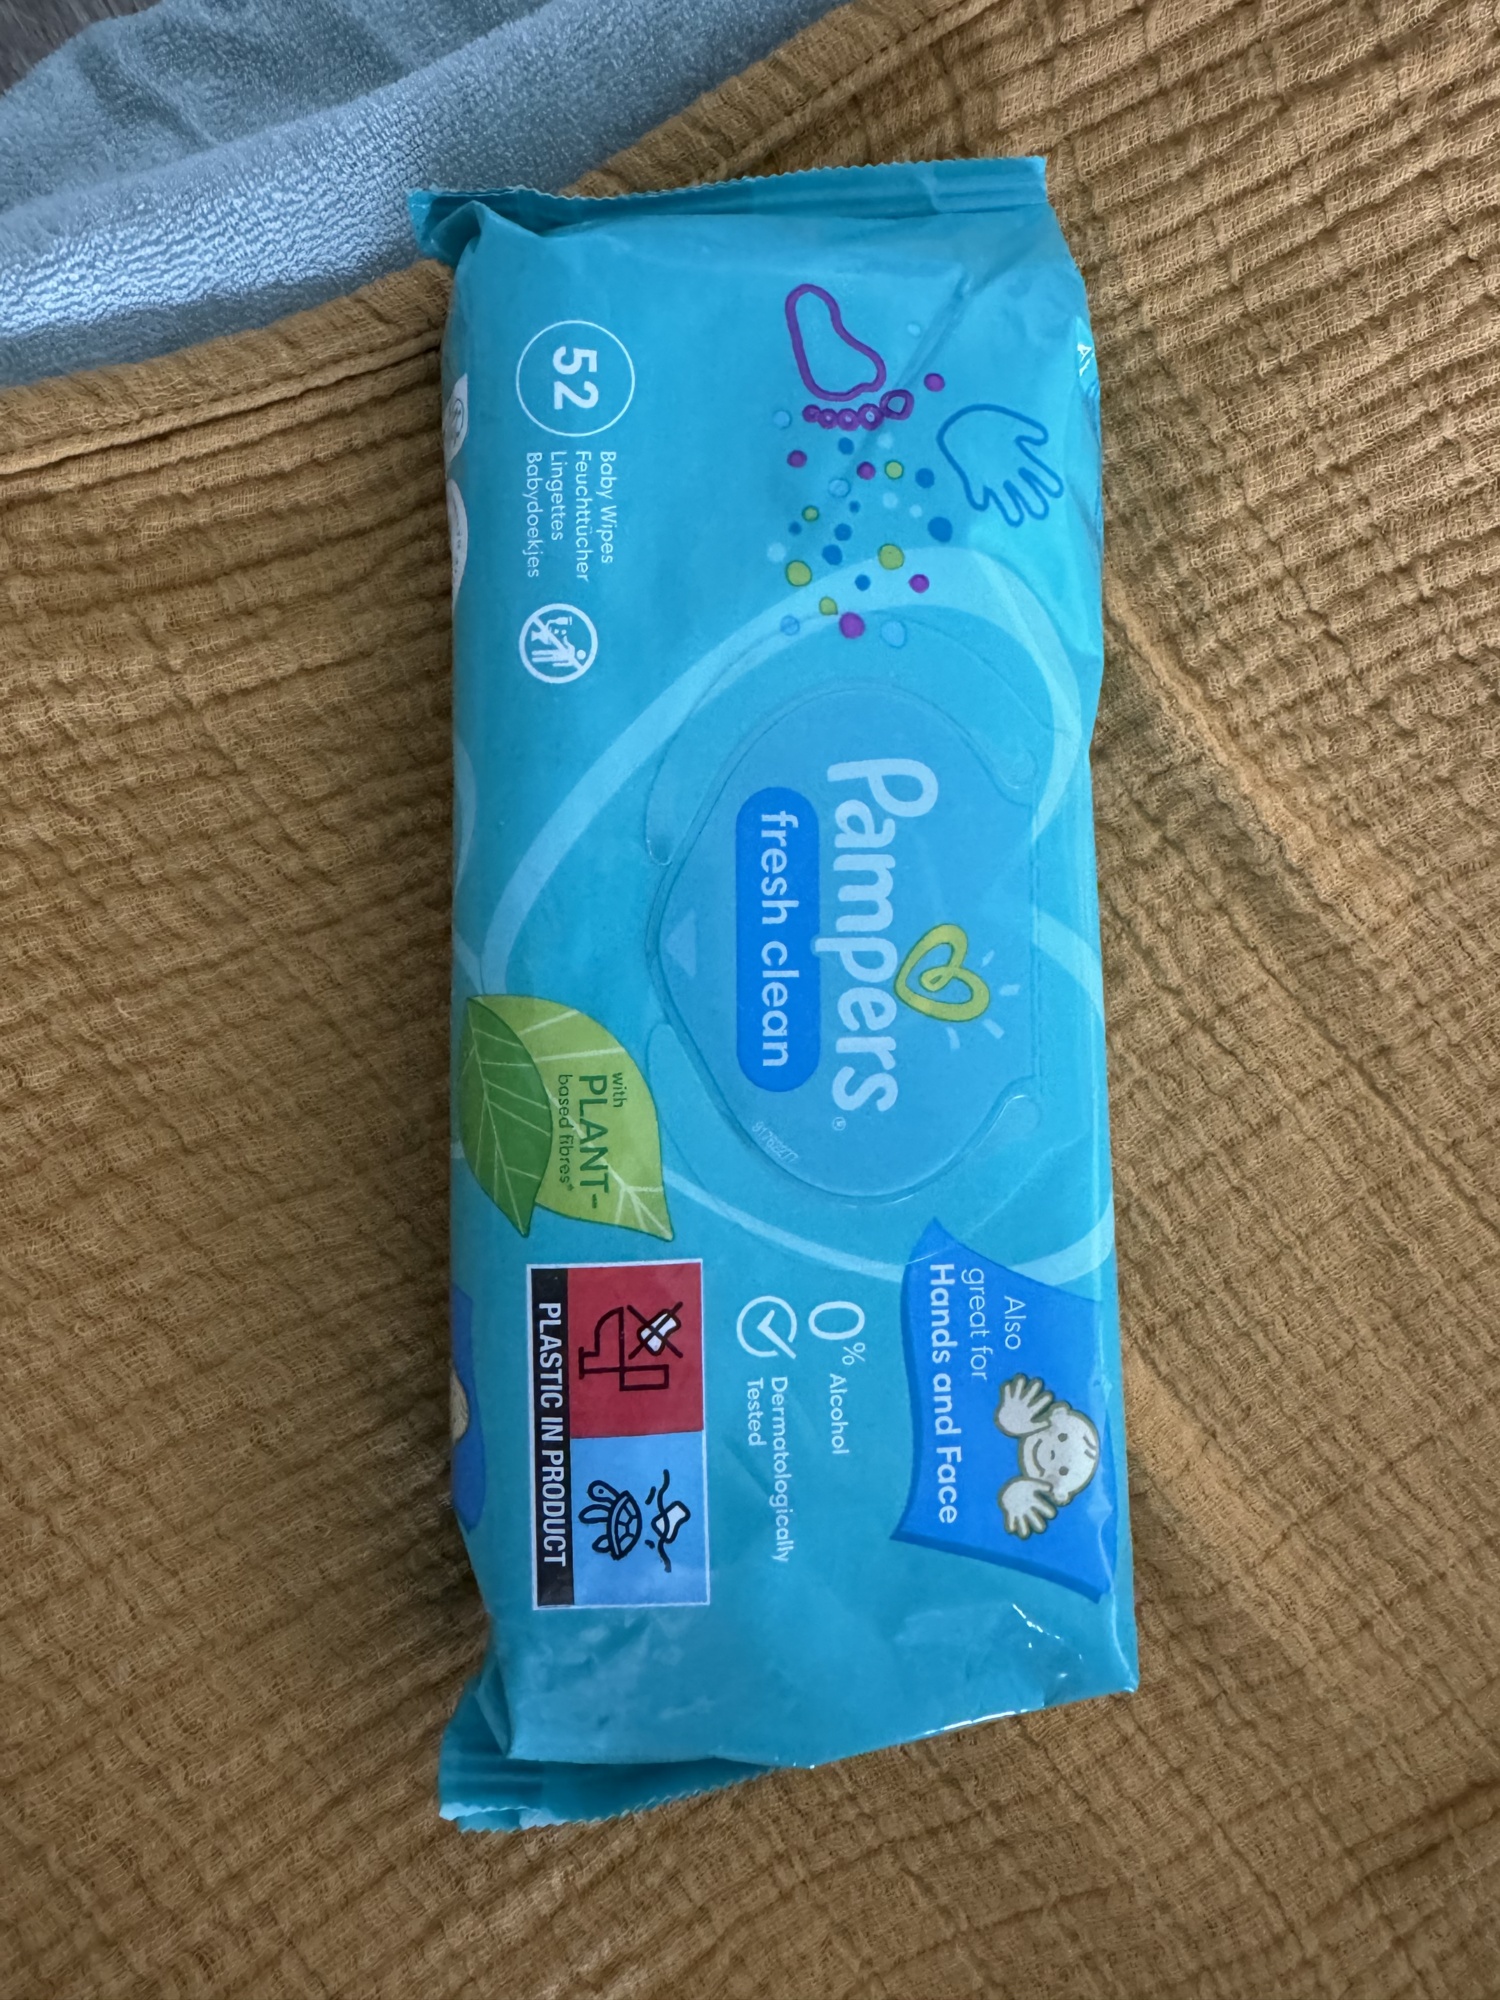 52
Baby Wipes
Feuchttücher
Lingettes
Babydoekjes
Pampers
fresh clean
with
PLANT-
based fibres*
Also
great for
Hands and Face
0% Alcohol
Dermatologically
Tested
PLASTIC IN PRODUCT